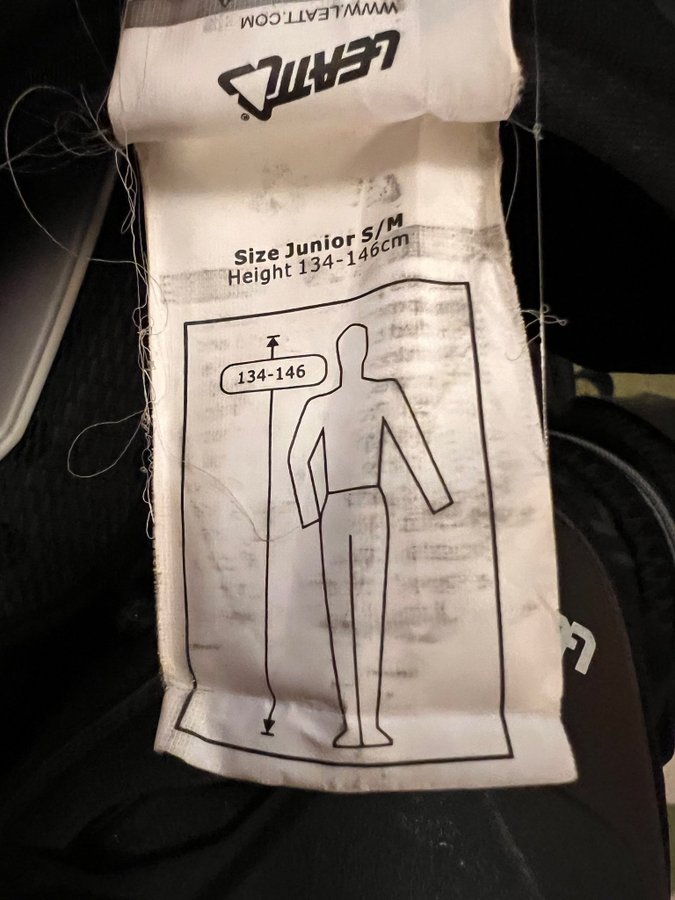 WWW.LEATT.COM
LEATT®
Size Junior S/M
Height 134-146cm
134-146